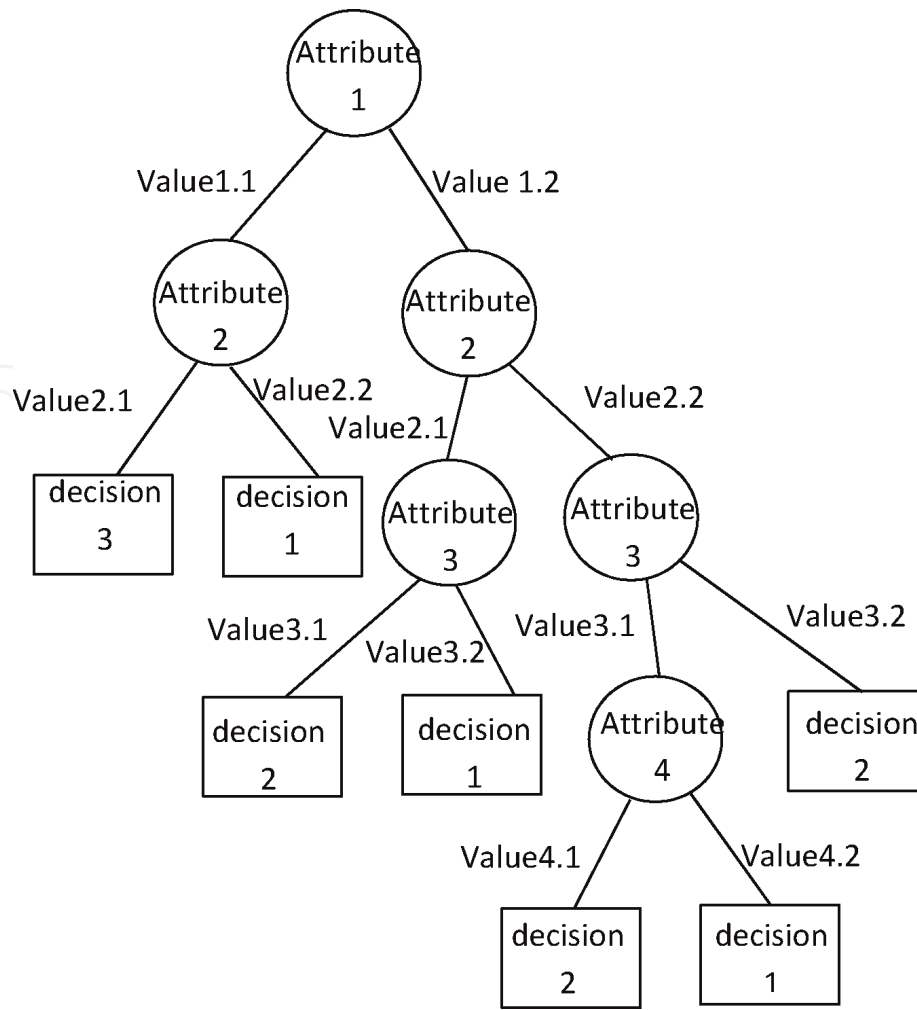 Attribute
1
Value1.1
Value 1.2
Attribute
2
Attribute
2
Value2.1
Value2.2
Value2.1
Value2.2
decision
3
decision
1
Attribute
3
Attribute
3
Value3.1
Value3.2
Value3.1
Value3.2
decision
2
decision
1
Attribute
4
decision
2
Value4.1
Value4.2
decision
2
decision
1